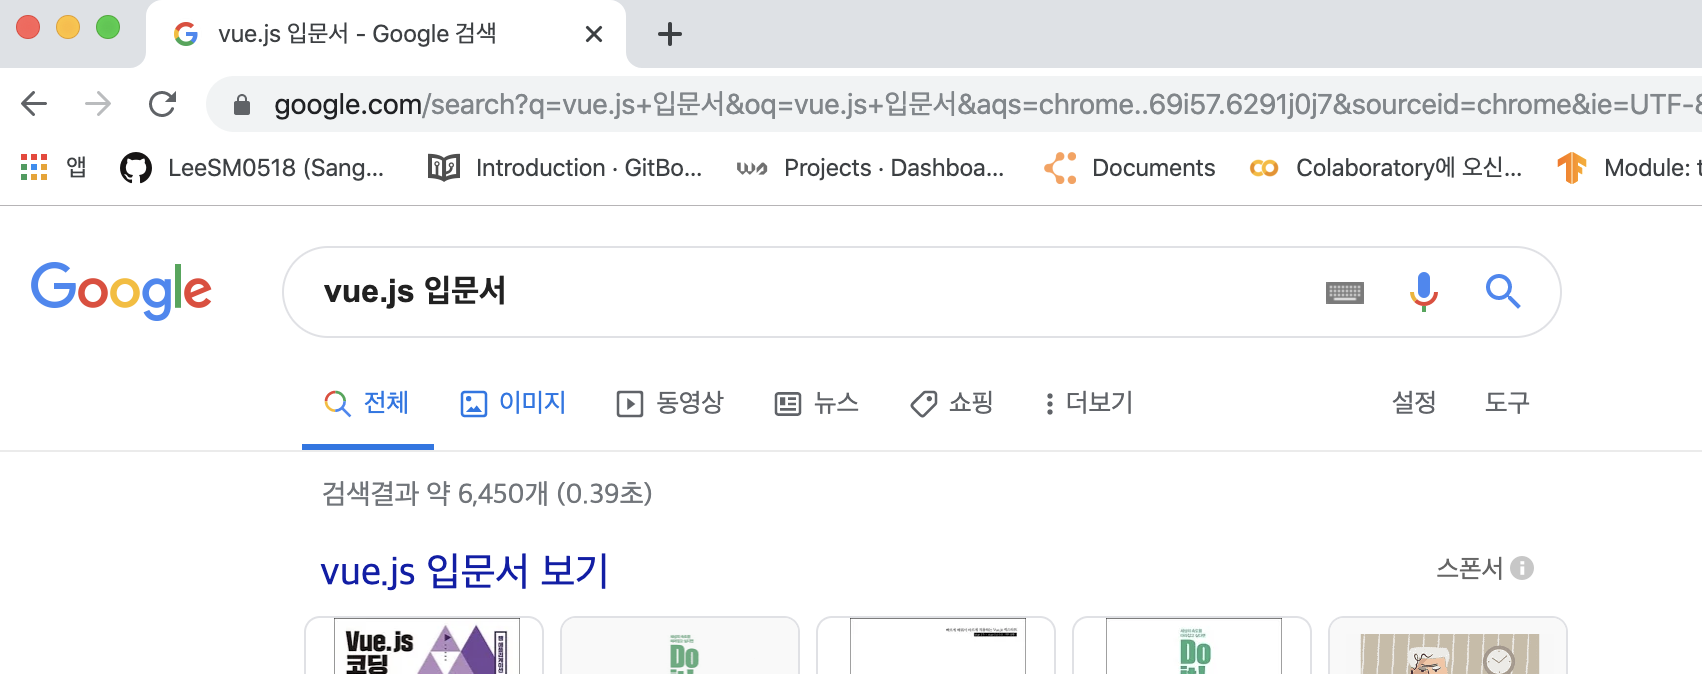 vue.js 입문서 - Google 검색
google.com/search?q=vue.js+입문서&oq=vue.js+입문서&aqs=chrome..69i57.6291j0j7&sourceid=chrome&ie=UTF-8
앱 LeeSM0518 (Sang... Introduction · GitBo... Projects · Dashboa... Documents Colaboratory에 오신... Module: t
Google vue.js 입문서
전체 이미지 동영상 뉴스 쇼핑 더보기 설정 도구
검색결과 약 6,450개 (0.39초)
vue.js 입문서 보기 스폰서
Vue.js
코딩
Do
it!
Do
it!